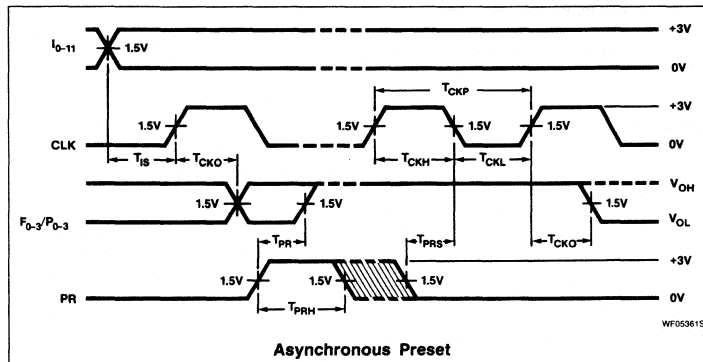 I0–11
1.5V
+3V
0V
TCKP
+3V
1.5V
1.5V
1.5V
1.5V
CLK
0V
TIS
TCKO
TCKH
TCKL
VOH
1.5V
1.5V
1.5V
F0–3/P0–3
VOL
TPR
TPRS
TCKO
+3V
1.5V
1.5V
1.5V
PR
0V
TPRH
WF05361S
Asynchronous Preset